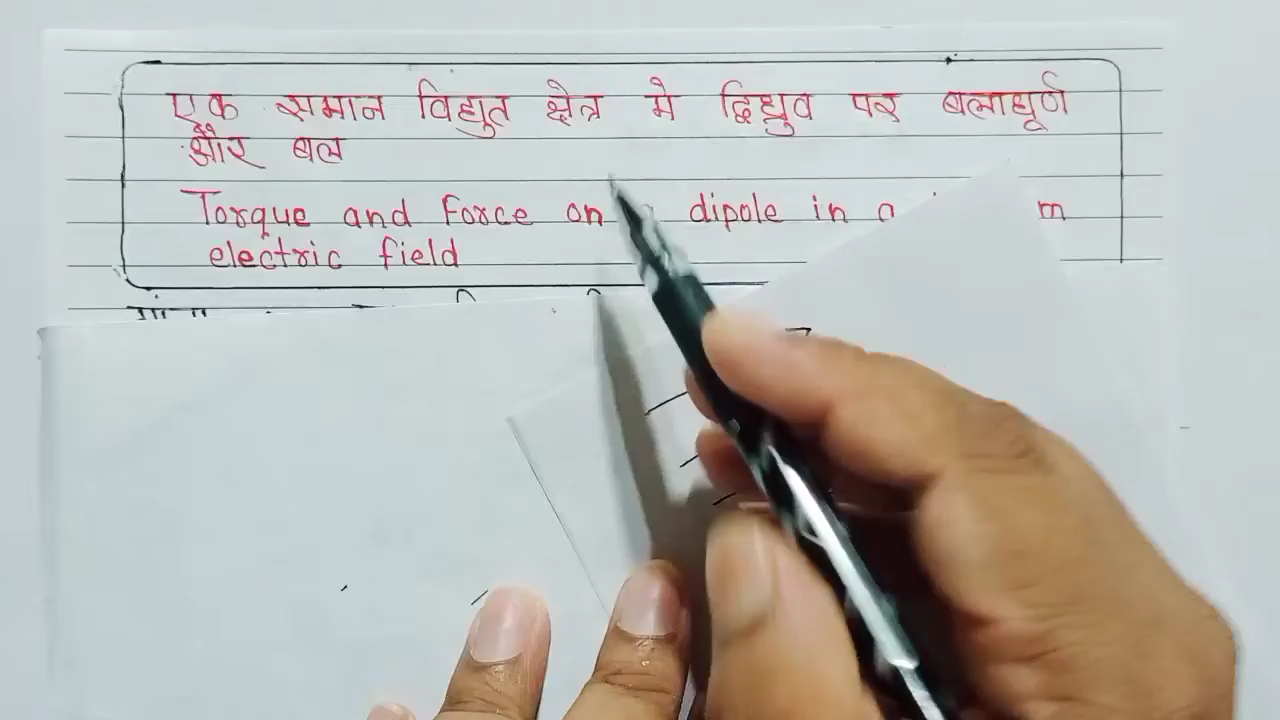 एक समान विद्युत क्षेत्र मे द्विध्रुव पर बलाघूर्ण
और बल
Torque and Force on dipole in a
electric field